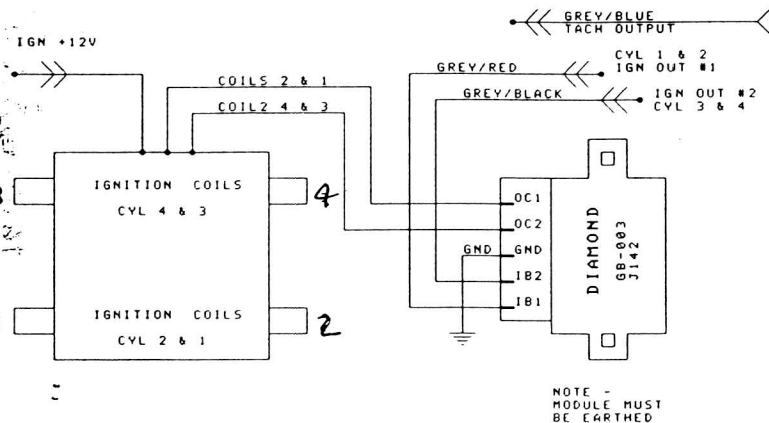 GREY/BLUE
TACH OUTPUT
IGN +12V
CYL 1 & 2
IGN OUT #1
GREY/RED
COILS 2 & 1
GREY/BLACK
IGN OUT #2
CYL 3 & 4
COIL2 4 & 3
IGNITION COILS
CYL 4 & 3
4
OC1
OC2
GND
GND
IB2
IB1
DIAMOND
GB-003
J142
IGNITION COILS
CYL 2 & 1
2
NOTE -
MODULE MUST
BE EARTHED